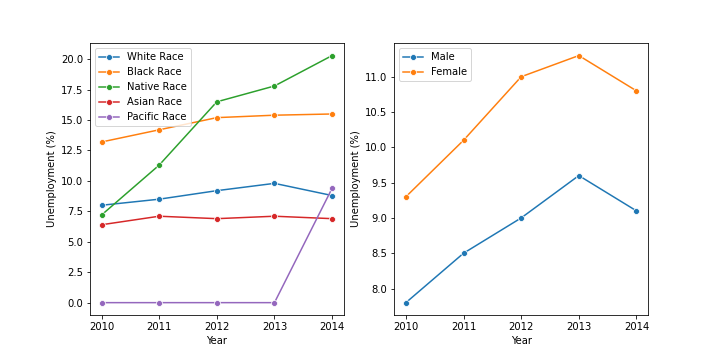 White Race
Black Race
Native Race
Asian Race
Pacific Race
Unemployment (%)
20.0
17.5
15.0
12.5
10.0
7.5
5.0
2.5
0.0
2010 2011 2012 2013 2014
Year
Male
Female
Unemployment (%)
11.0
10.5
10.0
9.5
9.0
8.5
8.0
2010 2011 2012 2013 2014
Year